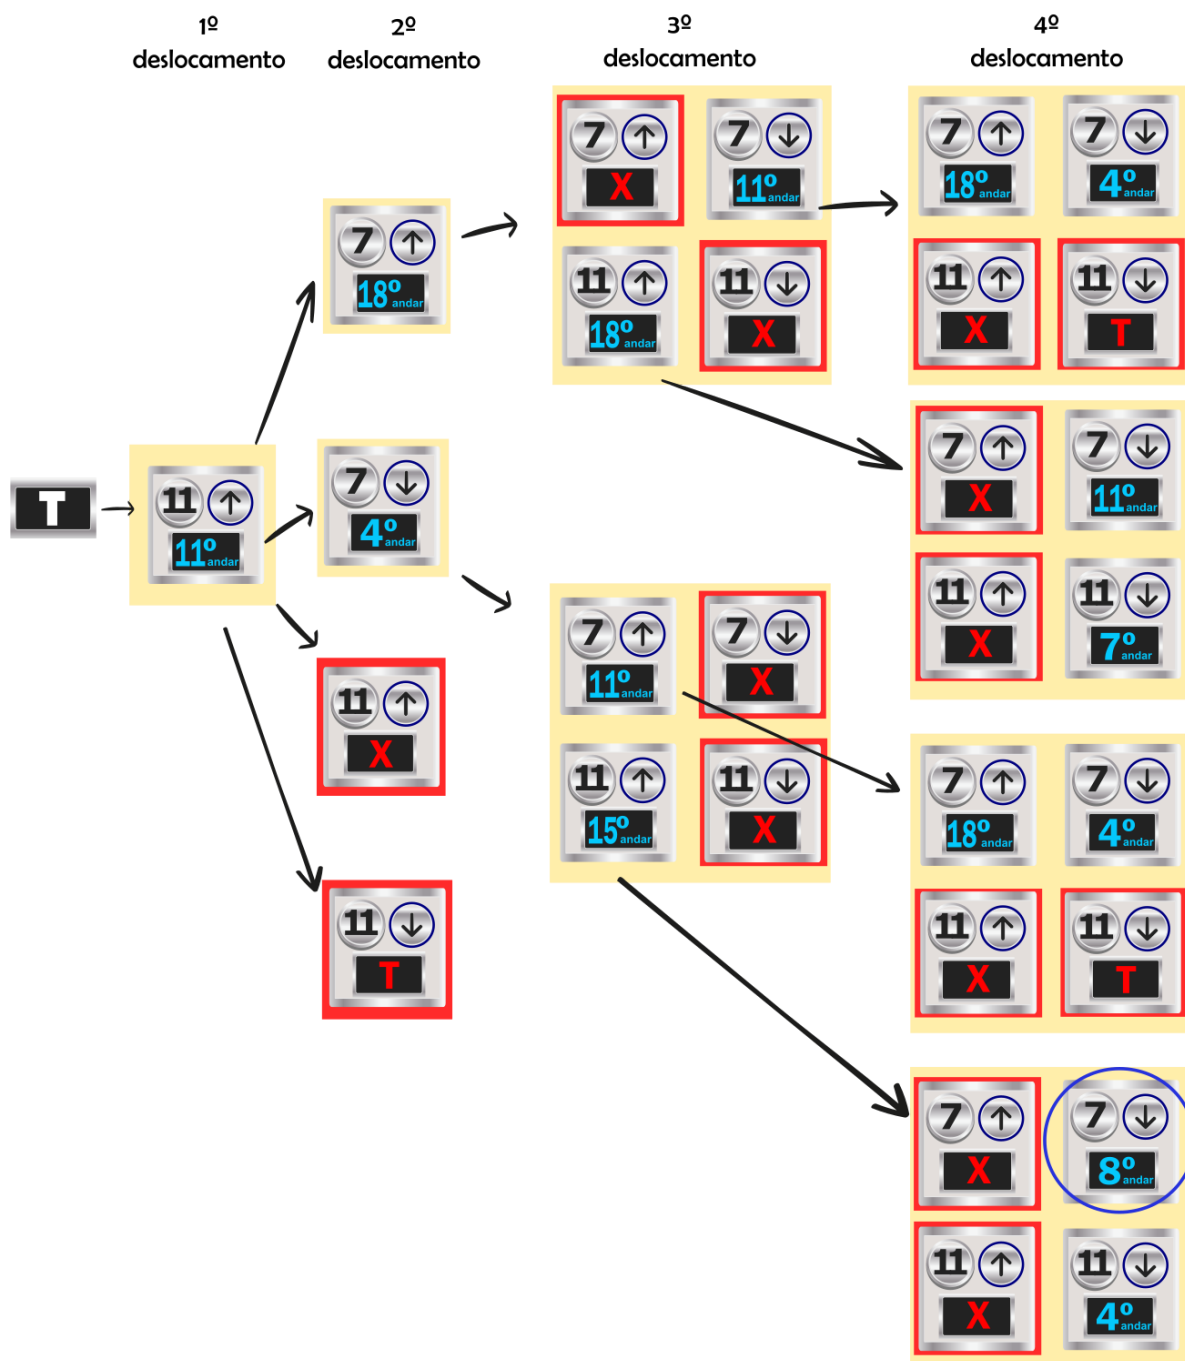 1º
deslocamento
2º
deslocamento
3º
deslocamento
4º
deslocamento
T
11
11º andar
7
18º andar
7
4º andar
11
X
11
T
7
X
7
11º andar
11
18º andar
11
X
7
11º andar
7
X
11
15º andar
11
X
7
18º andar
7
4º andar
11
X
11
T
7
X
7
11º andar
11
X
11
7º andar
7
18º andar
7
4º andar
11
X
11
T
7
X
7
8º andar
11
X
11
4º andar